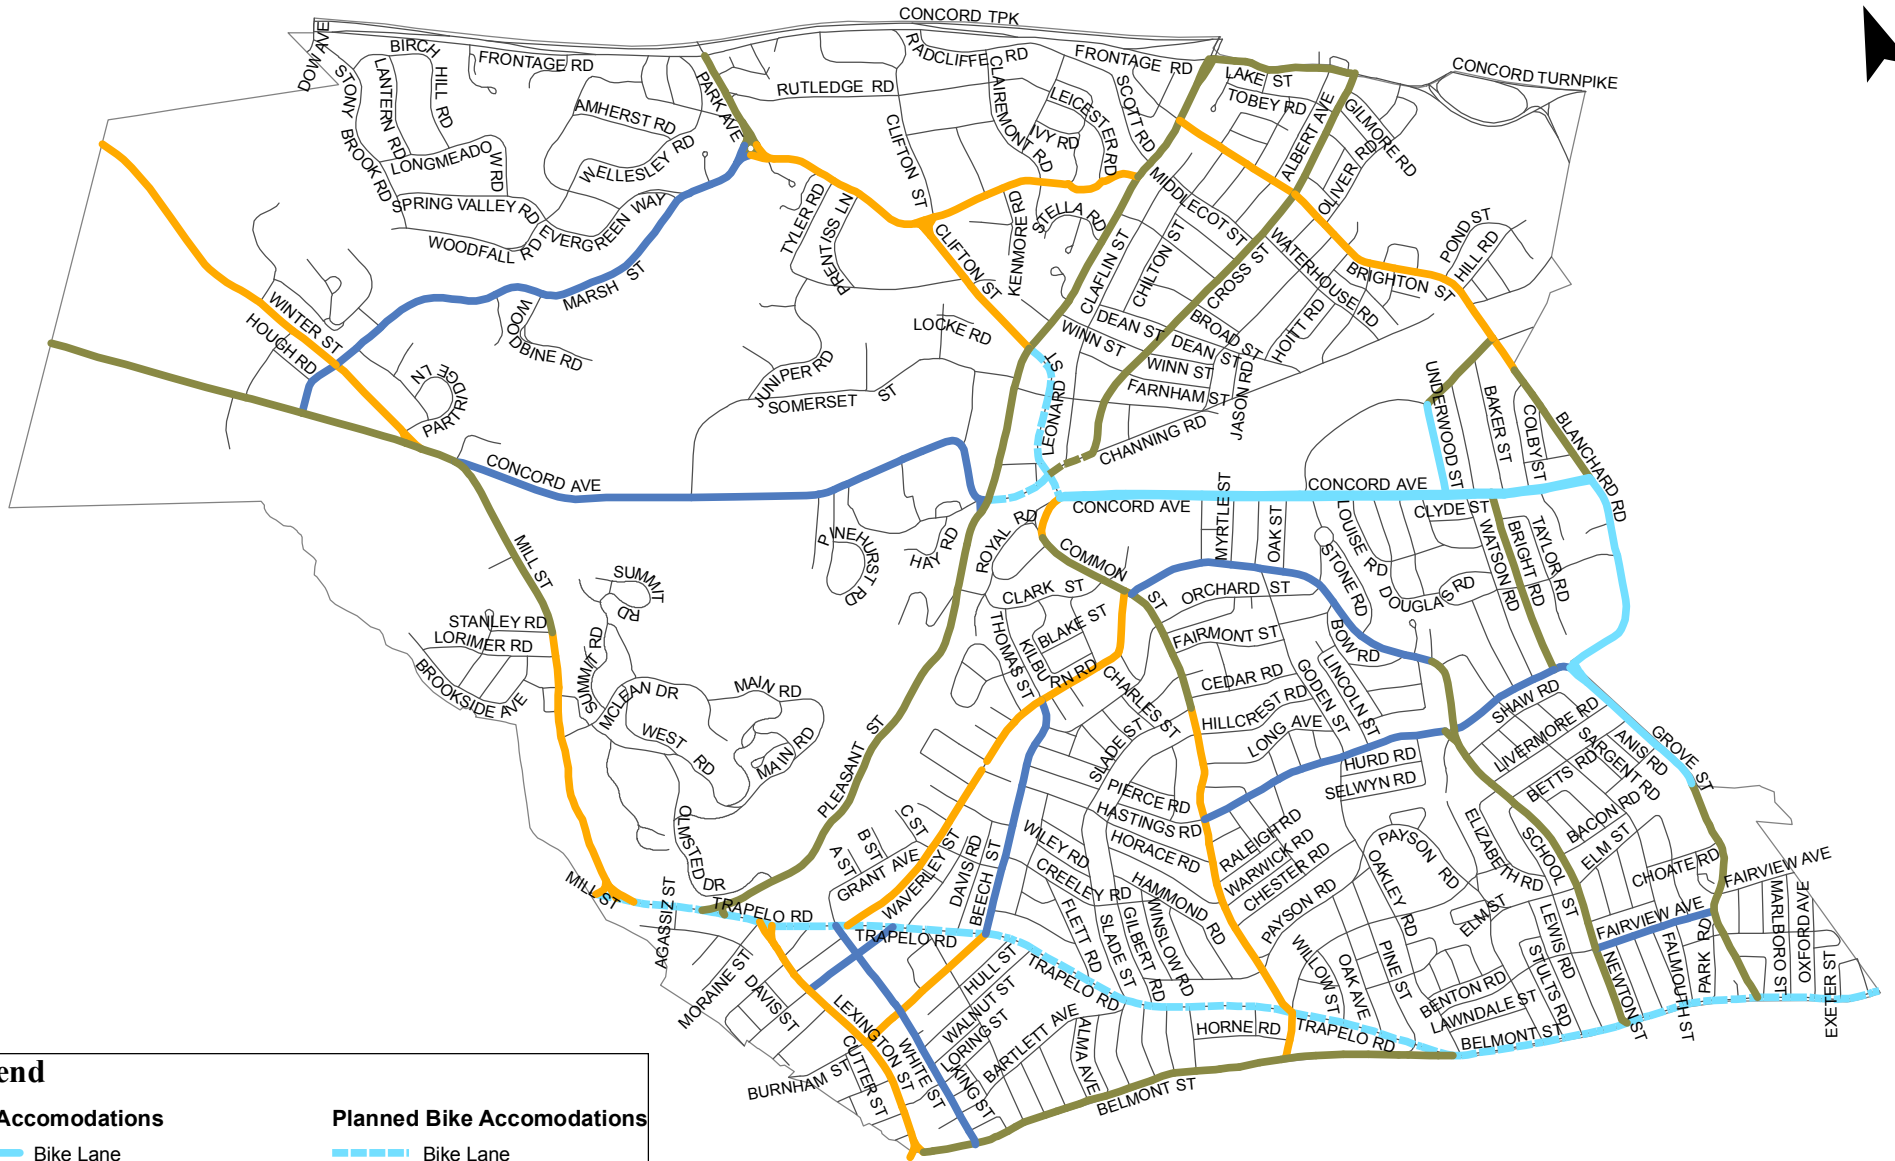 CONCORD TPK
DOW AVE
BIRCH
HILL RD
FRONTAGE RD
RADCLIFFE RD
FRONTAGE RD
CONCORD TURNPIKE
STONY BROOK RD
LANTERN RD
PARK AVE
RUTLEDGE RD
CLAIREMONT RD
LEICESTER RD
SCOTT RD
LAKE ST
TOBEY RD
ALBERT AVE
GILMORE RD
AMHERST RD
IVY RD
CLIFTON ST
OLIVER RD
LONGMEADO
W RD
WELLESLEY RD
MIDDLECOT ST
SPRING VALLEY RD
EVERGREEN WAY
TYLER RD
PRENT ISS LN
KENMORE RD
STELLA RD
WOODFALL RD
CLIFTON ST
CLAFLIN ST
CHILTON ST
CROSS ST
WATERHOUSE RD
BRIGHTON ST
POND ST
HILL RD
MARSH ST
WINTER ST
HOUGH RD
WOO
DBINE RD
LOCKE RD
WINN ST
DEAN ST
DEAN ST
BROAD ST
HOITT RD
WINN ST
FARNHAM ST
JASON RD
PARTRIDGE LN
JUNIPER RD
SOMERSET ST
LEONARD ST
CHANNING RD
UNDERWOOD ST
BAKER ST
COLBY ST
BLANCHARD RD
CONCORD AVE
CONCORD AVE
CONCORD AVE
MYRTLE ST
OAK ST
LOUISE RD
CLYDE ST
WATSON RD
BRIGHT RD
TAYLOR RD
MILL ST
PINEHURST RD
HAY RD
ROYAL RD
COMMON ST
STONE RD
DOUGLAS RD
SUMMIT RD
CLARK ST
ORCHARD ST
STANLEY RD
LORIMER RD
THOMAS ST
BLAKE ST
KILBU
RN RD
FAIRMONT ST
BOW RD
BROOKSIDE AVE
SUMMIT RD
MCLEAN DR
MAIN RD
CHARLES ST
CEDAR RD
GODEN ST
LINCOLN ST
HILLCREST RD
SHAW RD
WEST RD
MAIN RD
PLEASANT ST
SLADE ST
LONG AVE
LIVERMORE RD
SARGENT RD
ANIS RD
GROVE ST
HURD RD
SELWYN RD
BETTS RD
PIERCE RD
HASTINGS RD
OLMSTED DR
C ST
B ST
A ST
GRANT AVE
WAVERLEY ST
DAVIS RD
BEECH ST
WILEY RD
HORACE RD
RALEIGH RD
WARWICK RD
CHESTER RD
PAYSON RD
OAKLEY RD
ELIZABETH RD
SCHOOL ST
BACON RD
ELM ST
CHOATE RD
FAIRVIEW AVE
MILL ST
AGASSIZ ST
TRAPELO RD
TRAPELO RD
CREELEY RD
HAMMOND RD
PAYSON RD
ELM ST
FLETT RD
SLADE ST
GILBERT RD
WINSLOW RD
WILLOW ST
OAK AVE
PINE ST
LEWIS RD
STULTS RD
FAIRVIEW AVE
NEWTON ST
FALMOUTH ST
PARK RD
MARLBORO ST
OXFORD AVE
EXETER ST
MORAINE ST
DAVIS ST
HULL ST
TRAPELO RD
BENTON RD
LAWNDALE ST
LEXINGTON ST
WALNUT ST
LORING ST
BARTLETT AVE
ALMA AVE
HORNE RD
TRAPELO RD
BELMONT ST
BURNHAM ST
CUTTER ST
WHITE ST
KING ST
BELMONT ST
end
Accomodations
Planned Bike Accomodations
Bike Lane
Bike Lane